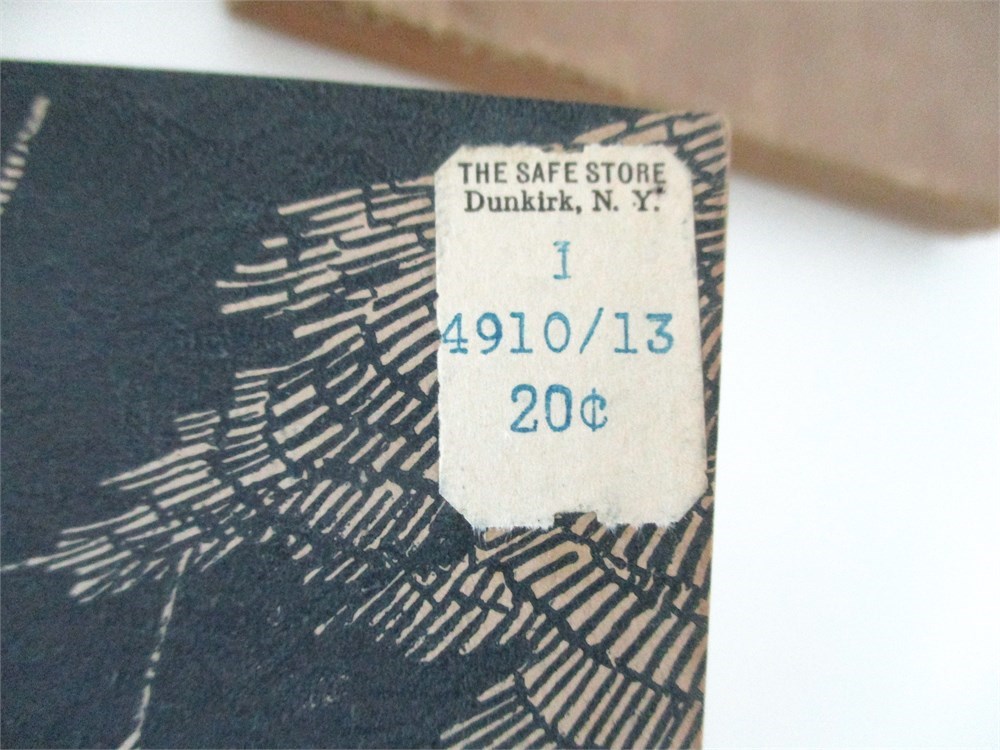 THE SAFE STORE
Dunkirk, N. Y.
1
4910/13
20¢